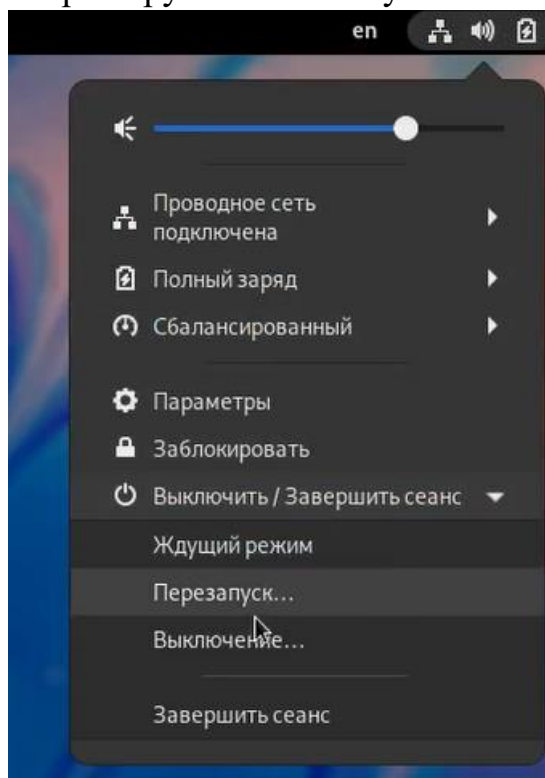 en
Проводное сеть
подключена
Полный заряд
Сбалансированный
Параметры
Заблокировать
Выключить / Завершить сеанс
Ждущий режим
Перезапуск...
Выключение...
Завершить сеанс